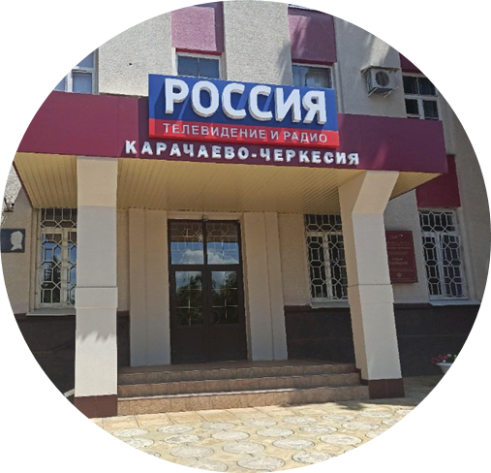 РОССИЯ
ТЕЛЕВИДЕНИЕ И РАДИО
КАРАЧАЕВО-ЧЕРКЕСИЯ